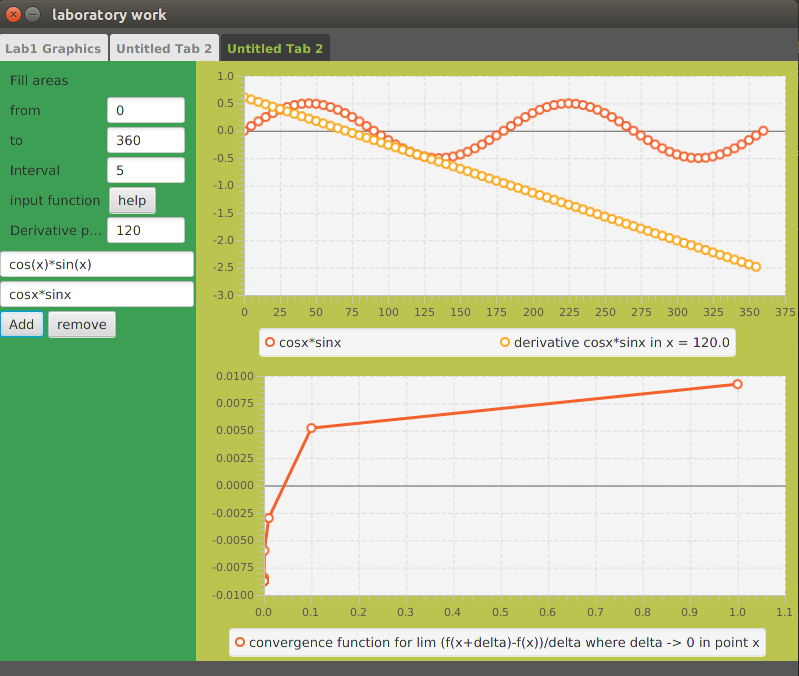 laboratory work
Lab1 Graphics Untitled Tab 2 Untitled Tab 2
Fill areas
from 0
to 360
Interval 5
input function help
Derivative p... 120
cos(x)*sin(x)
cosx*sinx
Add remove
1.0
0.5
0.0
-0.5
-1.0
-1.5
-2.0
-2.5
-3.0
0 25 50 75 100 125 150 175 200 225 250 275 300 325 350 375
cosx*sinx derivative cosx*sinx in x = 120.0
0.0100
0.0075
0.0050
0.0025
0.0000
-0.0025
-0.0050
-0.0075
-0.0100
0.0 0.1 0.2 0.3 0.4 0.5 0.6 0.7 0.8 0.9 1.0 1.1
convergence function for lim (f(x+delta)-f(x))/delta where delta -> 0 in point x